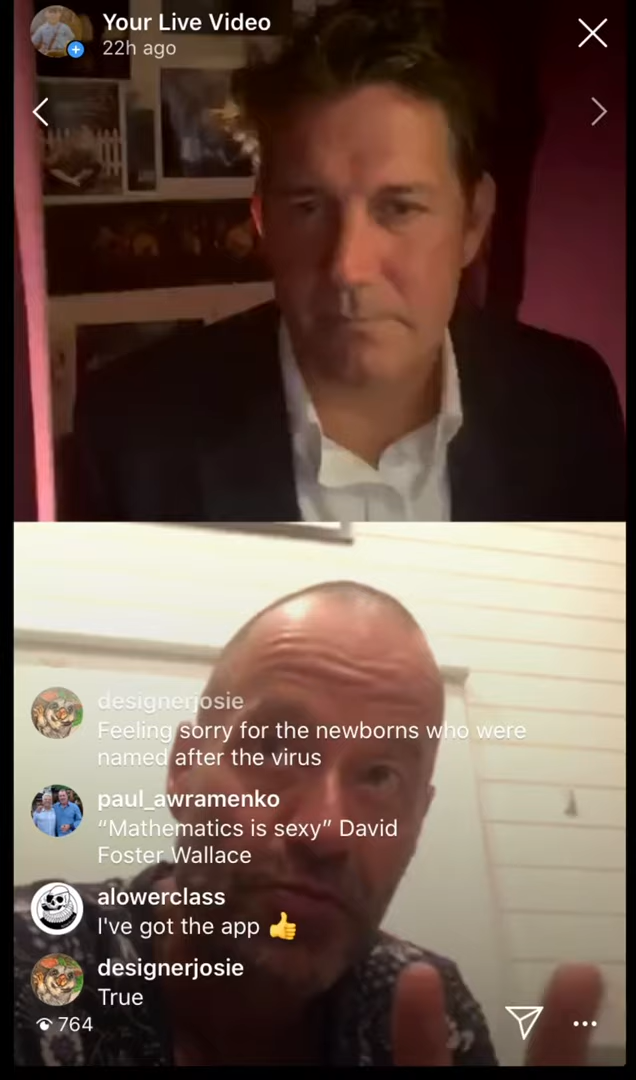 Your Live Video
22h ago
designerjosie
Feeling sorry for the newborns who were
named after the virus
paul_awramenko
“Mathematics is sexy” David
Foster Wallace
alowerclass
I've got the app 👍
designerjosie
True
764